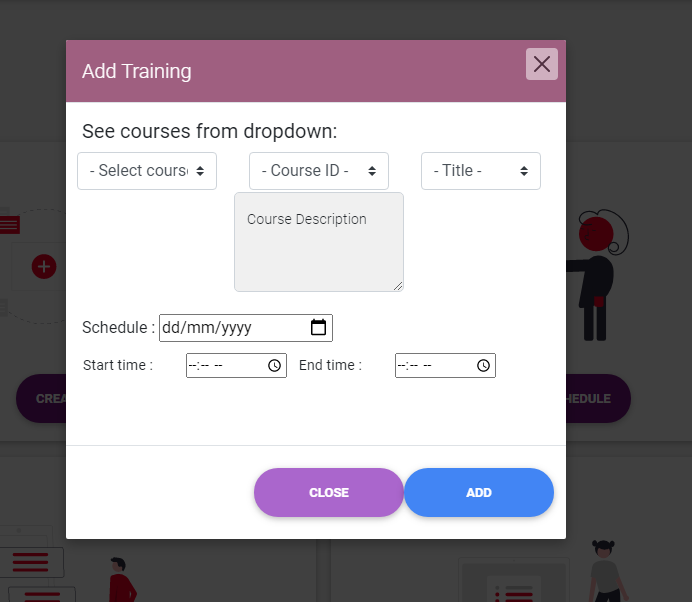 Add Training
See courses from dropdown:
- Select cours
- Course ID -
- Title -
Course Description
Schedule : dd/mm/yyyy
Start time : --:-- -- End time : --:-- --
CREA
HEDULE
CLOSE ADD